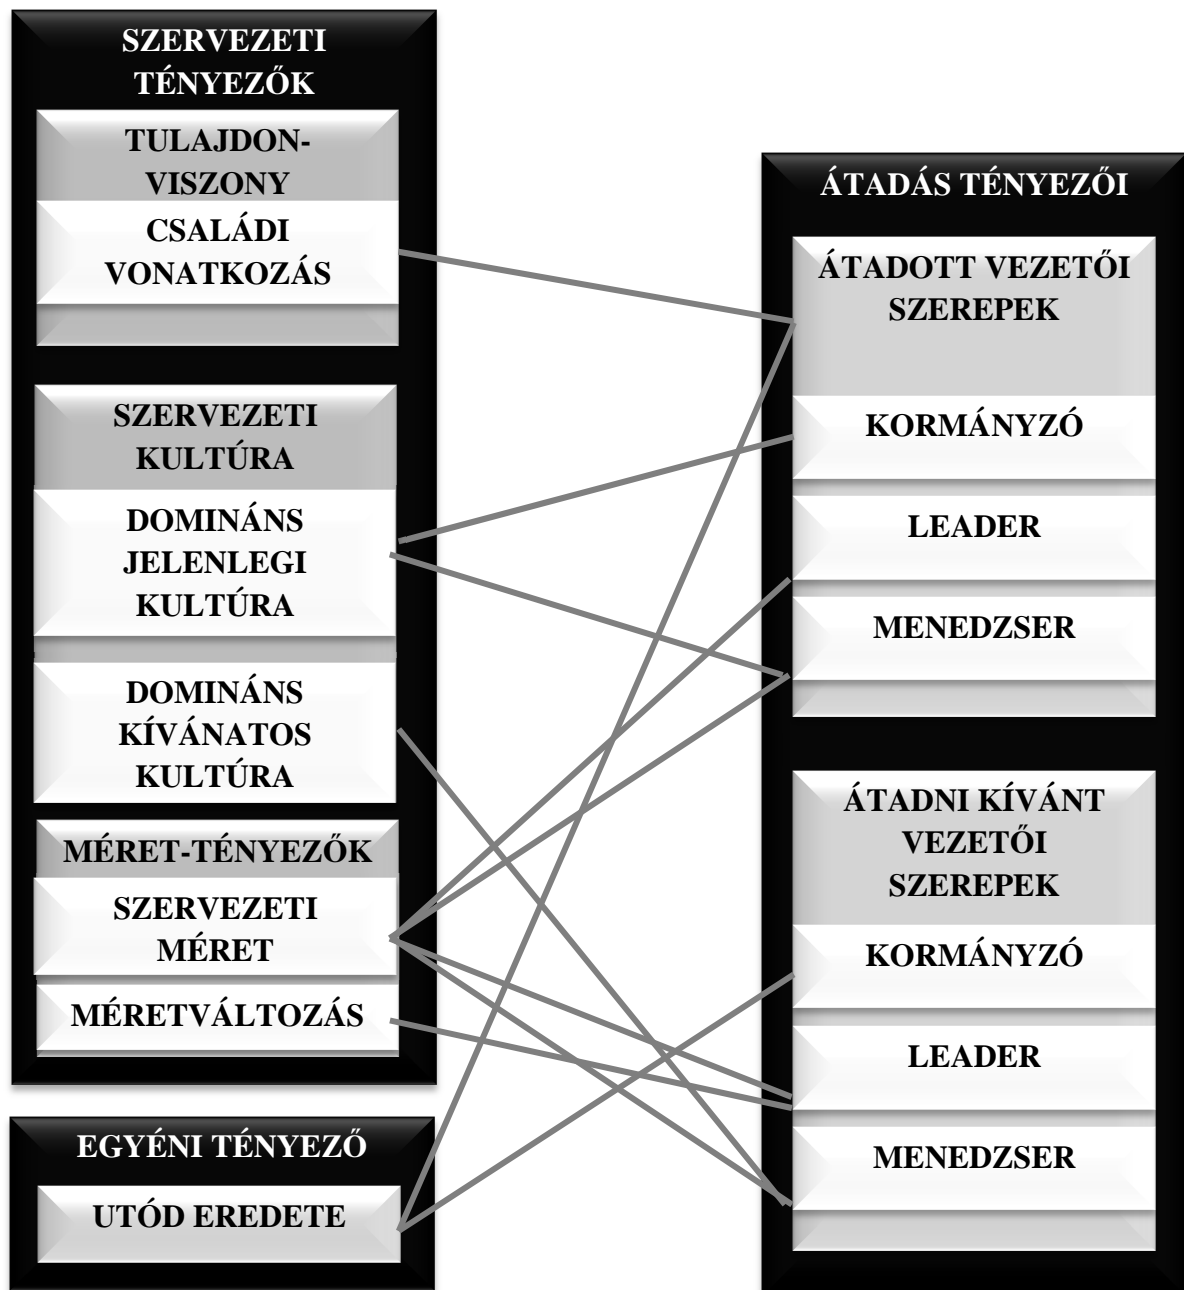 SZERVEZETI
TÉNYEZŐK
TULAJDON-
VISZONY
CSALÁDI
VONATKOZÁS
SZERVEZETI
KULTÚRA
DOMINÁNS
JELENLEGI
KULTÚRA
DOMINÁNS
KÍVÁNATOS
KULTÚRA
MÉRET-TÉNYEZŐK
SZERVEZETI
MÉRET
MÉRETVÁLTOZÁS
EGYÉNI TÉNYEZŐ
UTÓD EREDETE
ÁTADÁS TÉNYEZŐI
ÁTADOTT VEZETŐI
SZEREPEK
KORMÁNYZÓ
LEADER
MENEDZSER
ÁTADNI KÍVÁNT
VEZETŐI
SZEREPEK
KORMÁNYZÓ
LEADER
MENEDZSER